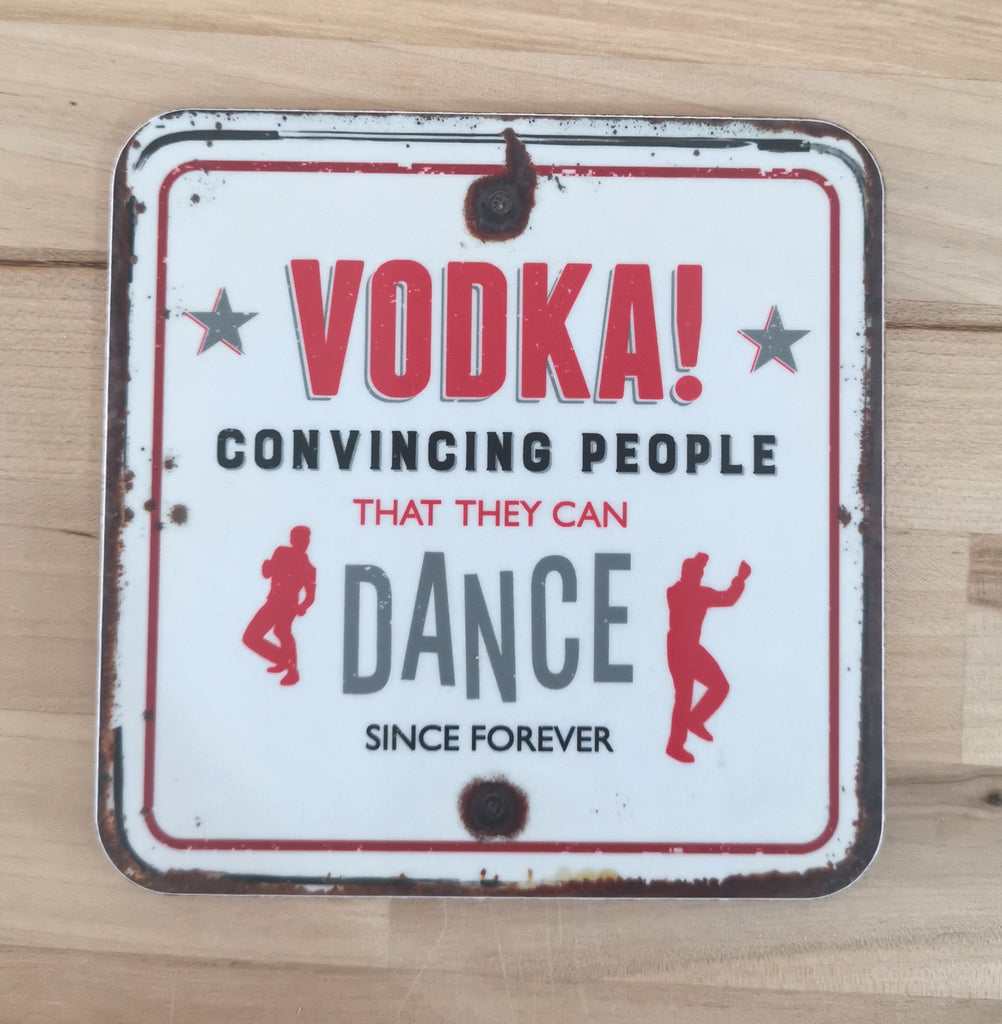 VODKA!
CONVINCING PEOPLE
THAT THEY CAN
DANCE
SINCE FOREVER